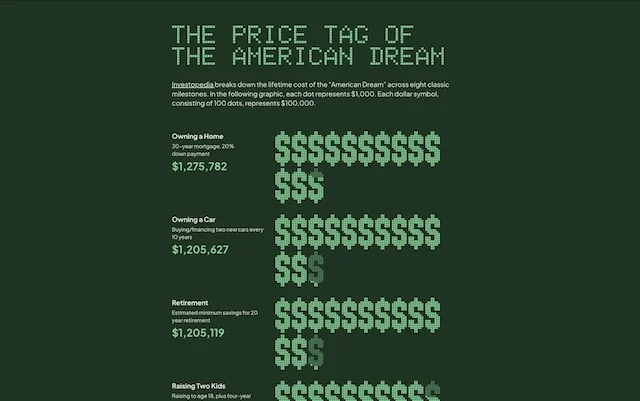 THE PRICE TAG OF
THE AMERICAN DREAM
Investopedia breaks down the lifetime cost of the "American Dream" across eight classic
milestones. In the following graphic, each dot represents $1,000. Each dollar symbol,
consisting of 100 dots, represents $100,000.
Owning a Home
30-year mortgage, 20%
down payment
$1,275,782
$$$$$$$$$$
$$$
Owning a Car
Buying/financing two new cars every
10 years
$1,205,627
$$$$$$$$$$
$$$
Retirement
Estimated minimum savings for 20
year retirement
$1,205,119
$$$$$$$$$$
$$$
Raising Two Kids
Raising to age 18, plus four-year
$$$$$$$$$$